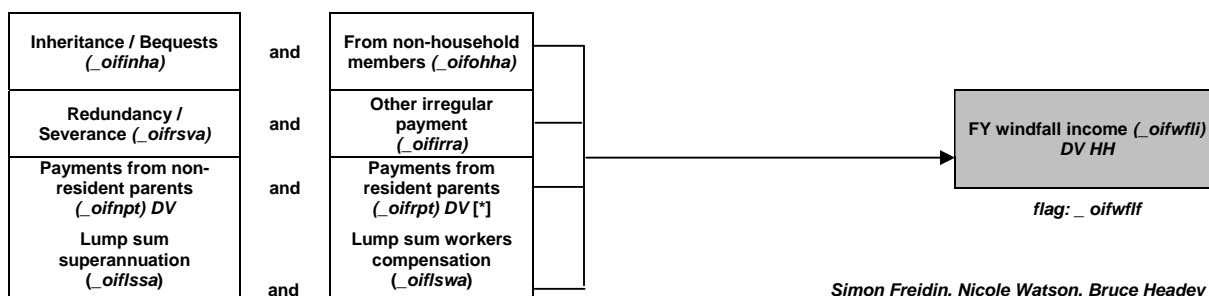 Inheritance / Bequests
(_oifinha)
and
From non-household
members (_oifohha)
Redundancy /
Severance (_oifrsva)
and
Other irregular
payment
(_oifirra)
Payments from non-
resident parents
(_oifnpt) DV
and
Payments from
resident parents
(_oifrpt) DV [*]
Lump sum
superannuation
(_oiflssa)
and
Lump sum workers
compensation
(_oiflswa)
FY windfall income (_oifwfli)
DV HH
flag: _ oifwflf
Simon Freidin, Nicole Watson, Bruce Headey